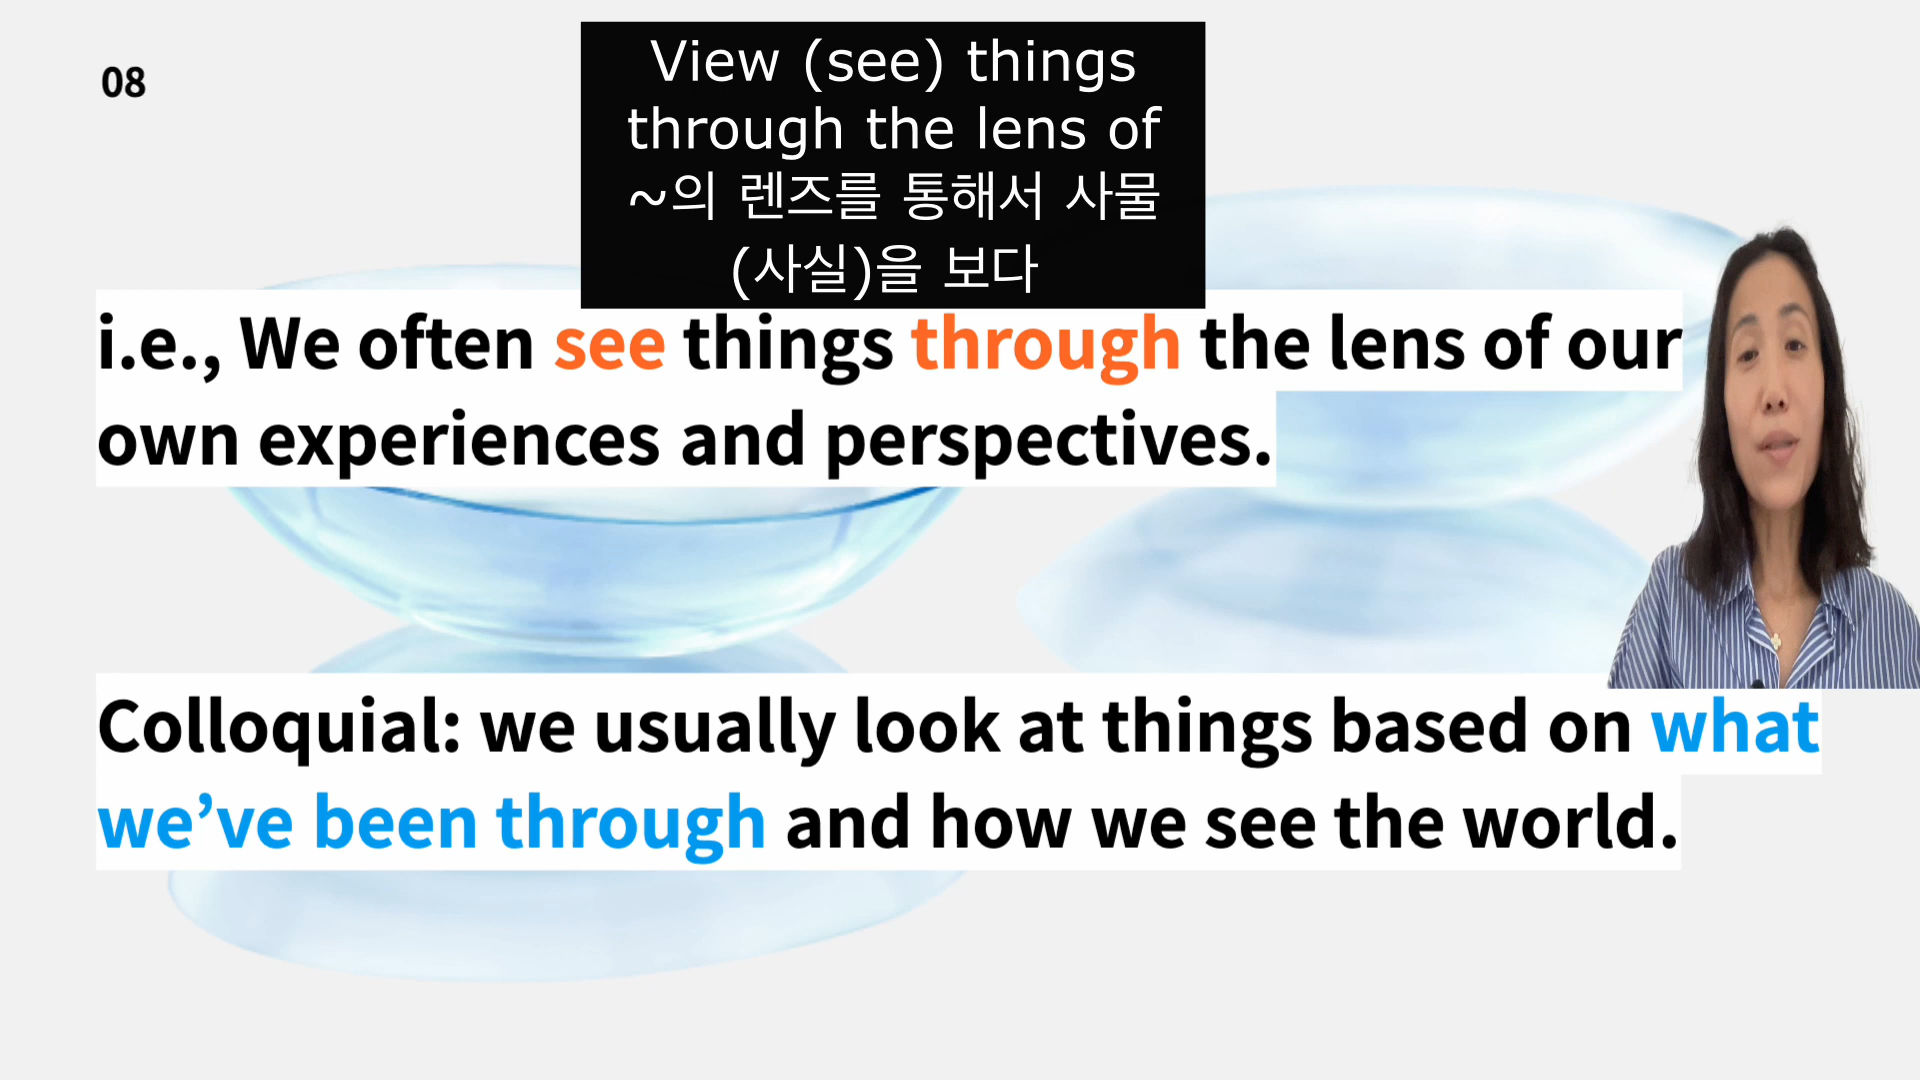 08
View (see) things
through the lens of
~의 렌즈를 통해서 사물
(사실)을 보다
i.e., We often see things through the lens of our
own experiences and perspectives.
Colloquial: we usually look at things based on what
we’ve been through and how we see the world.